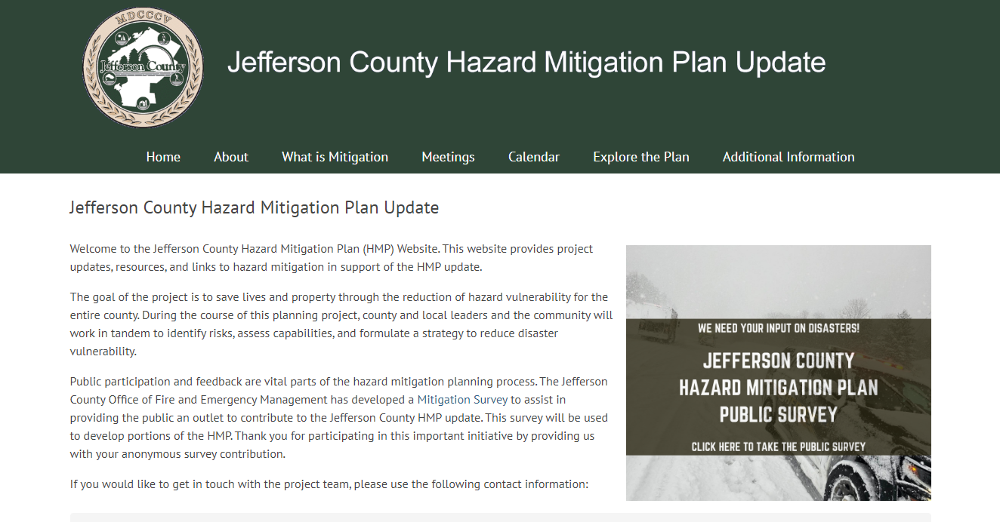 MDCCCV
Jefferson County
Jefferson County Hazard Mitigation Plan Update
Home About What is Mitigation Meetings Calendar Explore the Plan Additional Information
Jefferson County Hazard Mitigation Plan Update
Welcome to the Jefferson County Hazard Mitigation Plan (HMP) Website. This website provides project
updates, resources, and links to hazard mitigation in support of the HMP update.
The goal of the project is to save lives and property through the reduction of hazard vulnerability for the
entire county. During the course of this planning project, county and local leaders and the community will
work in tandem to identify risks, assess capabilities, and formulate a strategy to reduce disaster
vulnerability.
Public participation and feedback are vital parts of the hazard mitigation planning process. The Jefferson
County Office of Fire and Emergency Management has developed a Mitigation Survey to assist in
providing the public an outlet to contribute to the Jefferson County HMP update. This survey will be used
to develop portions of the HMP. Thank you for participating in this important initiative by providing us
with your anonymous survey contribution.
If you would like to get in touch with the project team, please use the following contact information:
WE NEED YOUR INPUT ON DISASTERS!
JEFFERSON COUNTY
HAZARD MITIGATION PLAN
PUBLIC SURVEY
CLICK HERE TO TAKE THE PUBLIC SURVEY